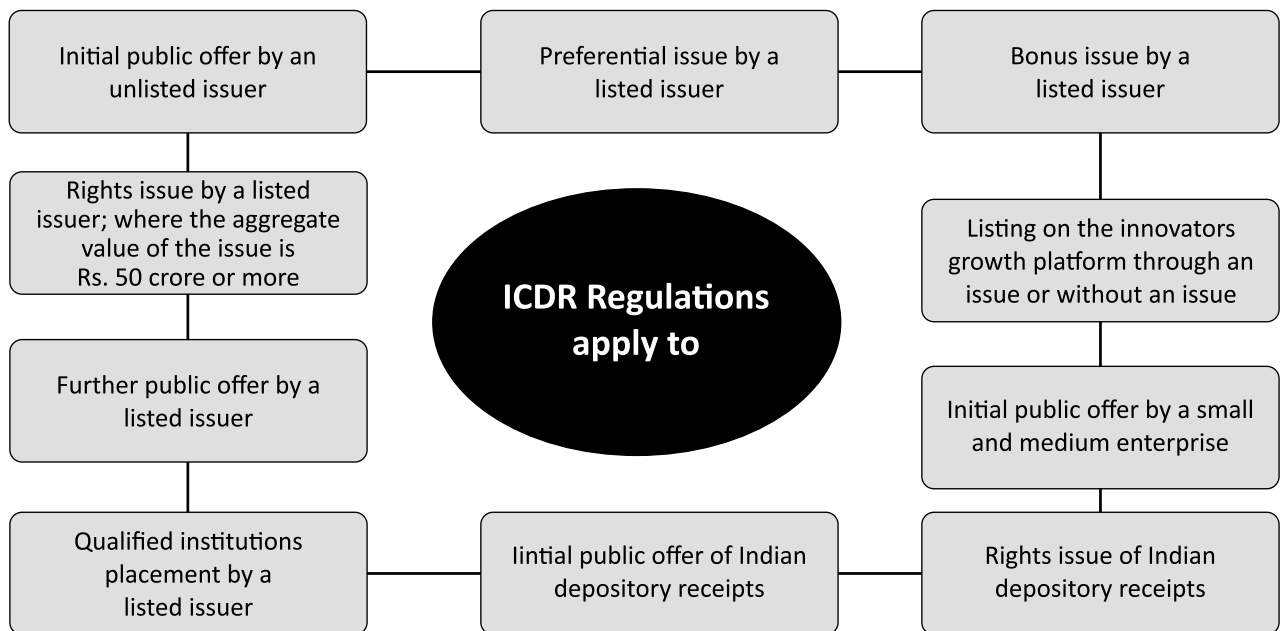 Initial public offer by an
unlisted issuer
Preferential issue by a
listed issuer
Bonus issue by a
listed issuer
Rights issue by a listed
issuer; where the aggregate
value of the issue is
Rs. 50 crore or more
ICDR Regulations
apply to
Listing on the innovators
growth platform through an
issue or without an issue
Further public offer by a
listed issuer
Initial public offer by a small
and medium enterprise
Qualified institutions
placement by a
listed issuer
Iintial public offer of Indian
depository receipts
Rights issue of Indian
depository receipts